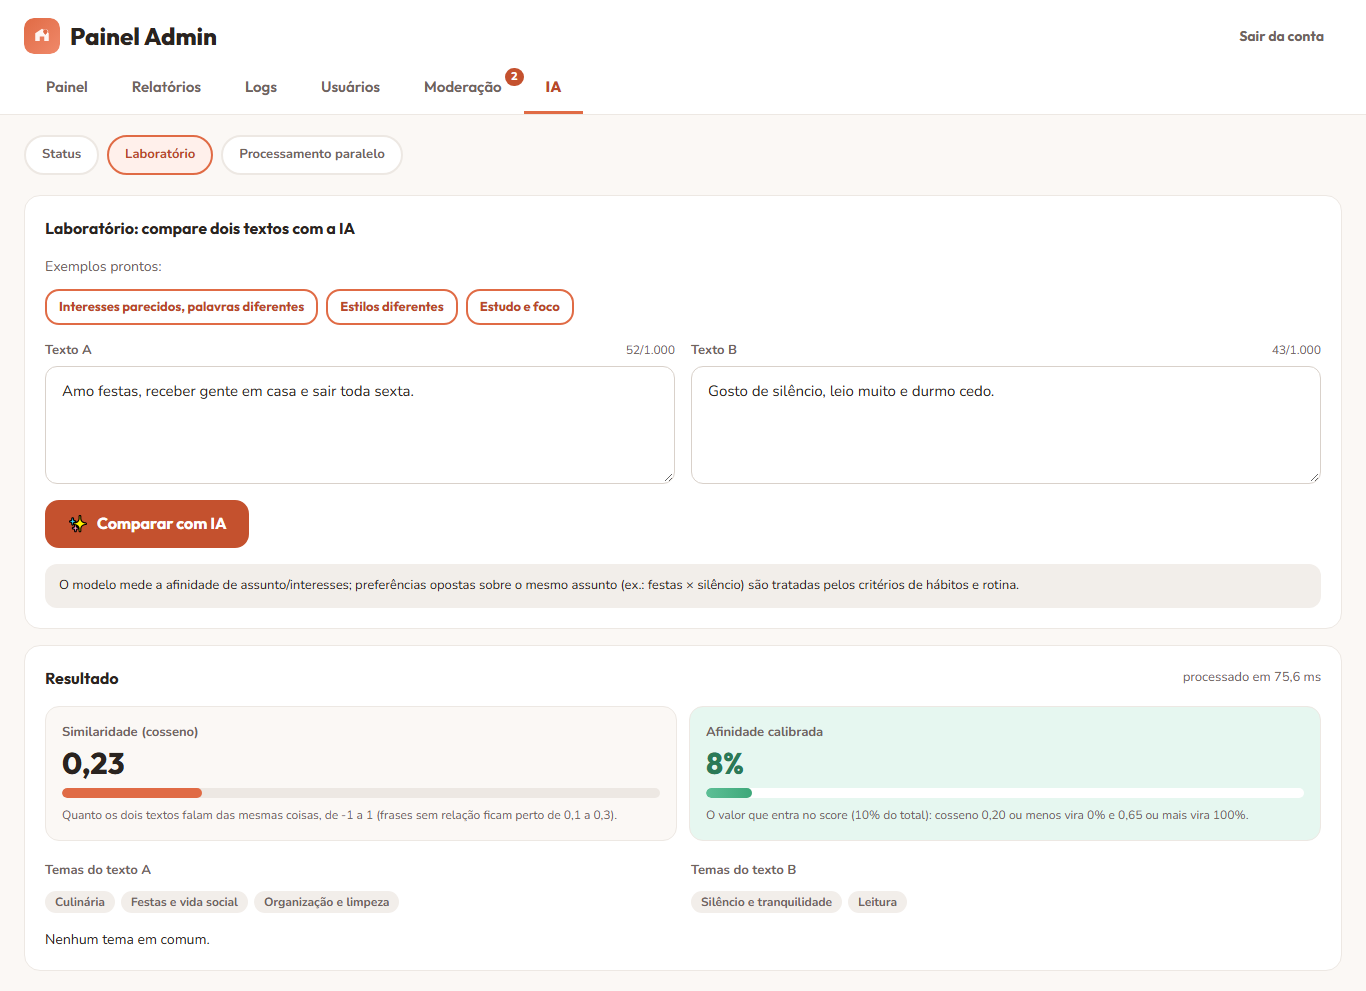 Painel Admin
Sair da conta
Painel
Relatórios
Logs
Usuários
Moderação
2
IA
Status
Laboratório
Processamento paralelo
Laboratório: compare dois textos com a IA
Exemplos prontos:
Interesses parecidos, palavras diferentes
Estilos diferentes
Estudo e foco
Texto A
52/1.000
Amo festas, receber gente em casa e sair toda sexta.
Texto B
43/1.000
Gosto de silêncio, leio muito e durmo cedo.
Comparar com IA
O modelo mede a afinidade de assunto/interesses; preferências opostas sobre o mesmo assunto (ex.: festas × silêncio) são tratadas pelos critérios de hábitos e rotina.
Resultado
processado em 75,6 ms
Similaridade (cosseno)
0,23
Quanto os dois textos falam das mesmas coisas, de -1 a 1 (frases sem relação ficam perto de 0,1 a 0,3).
Afinidade calibrada
8%
O valor que entra no score (10% do total): cosseno 0,20 ou menos vira 0% e 0,65 ou mais vira 100%.
Temas do texto A
Culinária
Festas e vida social
Organização e limpeza
Temas do texto B
Silêncio e tranquilidade
Leitura
Nenhum tema em comum.